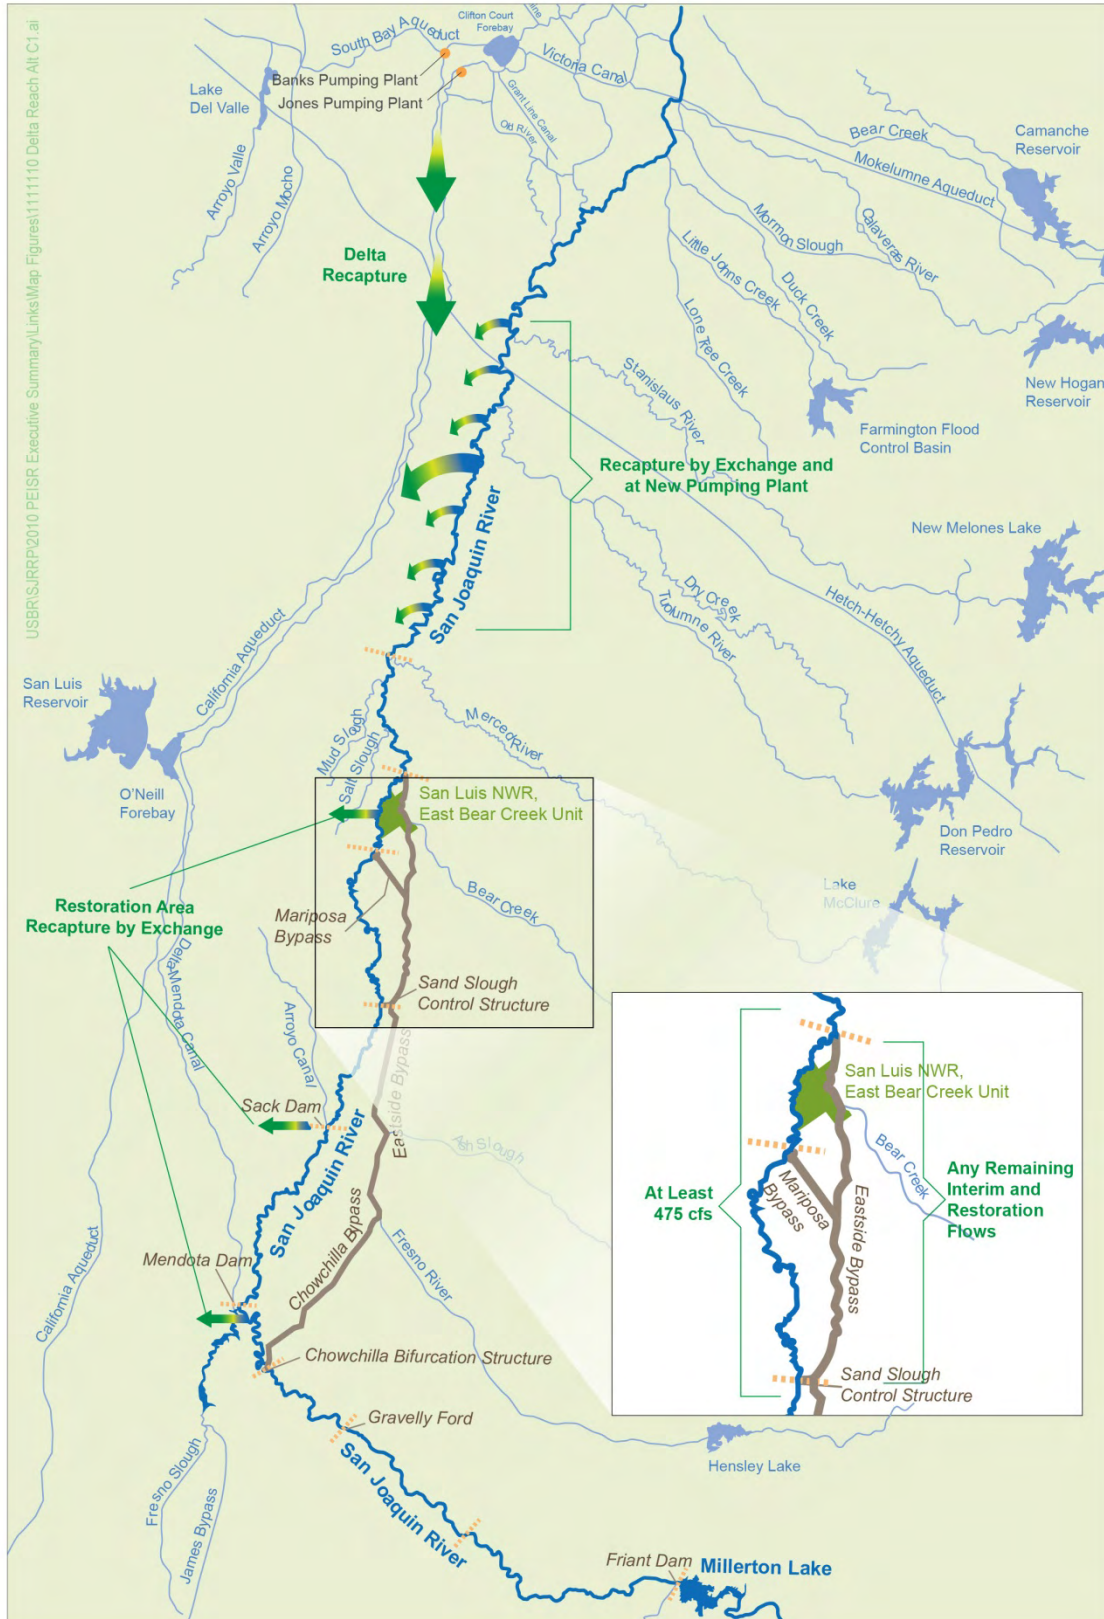 USBR\SJRRP\2010 PEISR Executive Summary\Links\Map Figures\1111110 Delta Reach Alt C1.ai
Clifton Court
Forebay
South Bay Aqueduct
Victoria Canal
Banks Pumping Plant
Jones Pumping Plant
Lake
Del Valle
Grant Line Canal
Old River
Arroyo Valle
Arroyo Mocho
Bear Creek
Camanche
Reservoir
Mokelumne Aqueduct
Calaveras River
Mormon Slough
Little Johns Creek
Duck Creek
Lone Tree Creek
Delta
Recapture
Stanislaus River
New Hogan
Reservoir
Farmington Flood
Control Basin
Recapture by Exchange and
at New Pumping Plant
San Joaquin River
New Melones Lake
Dry Creek
Tuolumne River
Hetch-Hetchy Aqueduct
California Aqueduct
San Luis
Reservoir
O'Neill
Forebay
Mud Slough
Salt Slough
Merced River
San Luis NWR,
East Bear Creek Unit
Don Pedro
Reservoir
Lake
McClure
Bear Creek
Mariposa
Bypass
Restoration Area
Recapture by Exchange
Delta-Mendota Canal
Sand Slough
Control Structure
Arroyo Canal
Eastside Bypass
Sack Dam
San Joaquin River
Ash Slough
Chowchilla Bypass
Fresno River
Mendota Dam
California Aqueduct
Chowchilla Bifurcation Structure
Gravelly Ford
San Joaquin River
Fresno Slough
James Bypass
Friant Dam
Millerton Lake
Hensley Lake
San Luis NWR,
East Bear Creek Unit
Bear Creek
At Least
475 cfs
Mariposa
Bypass
Eastside Bypass
Any Remaining
Interim and
Restoration
Flows
Sand Slough
Control Structure